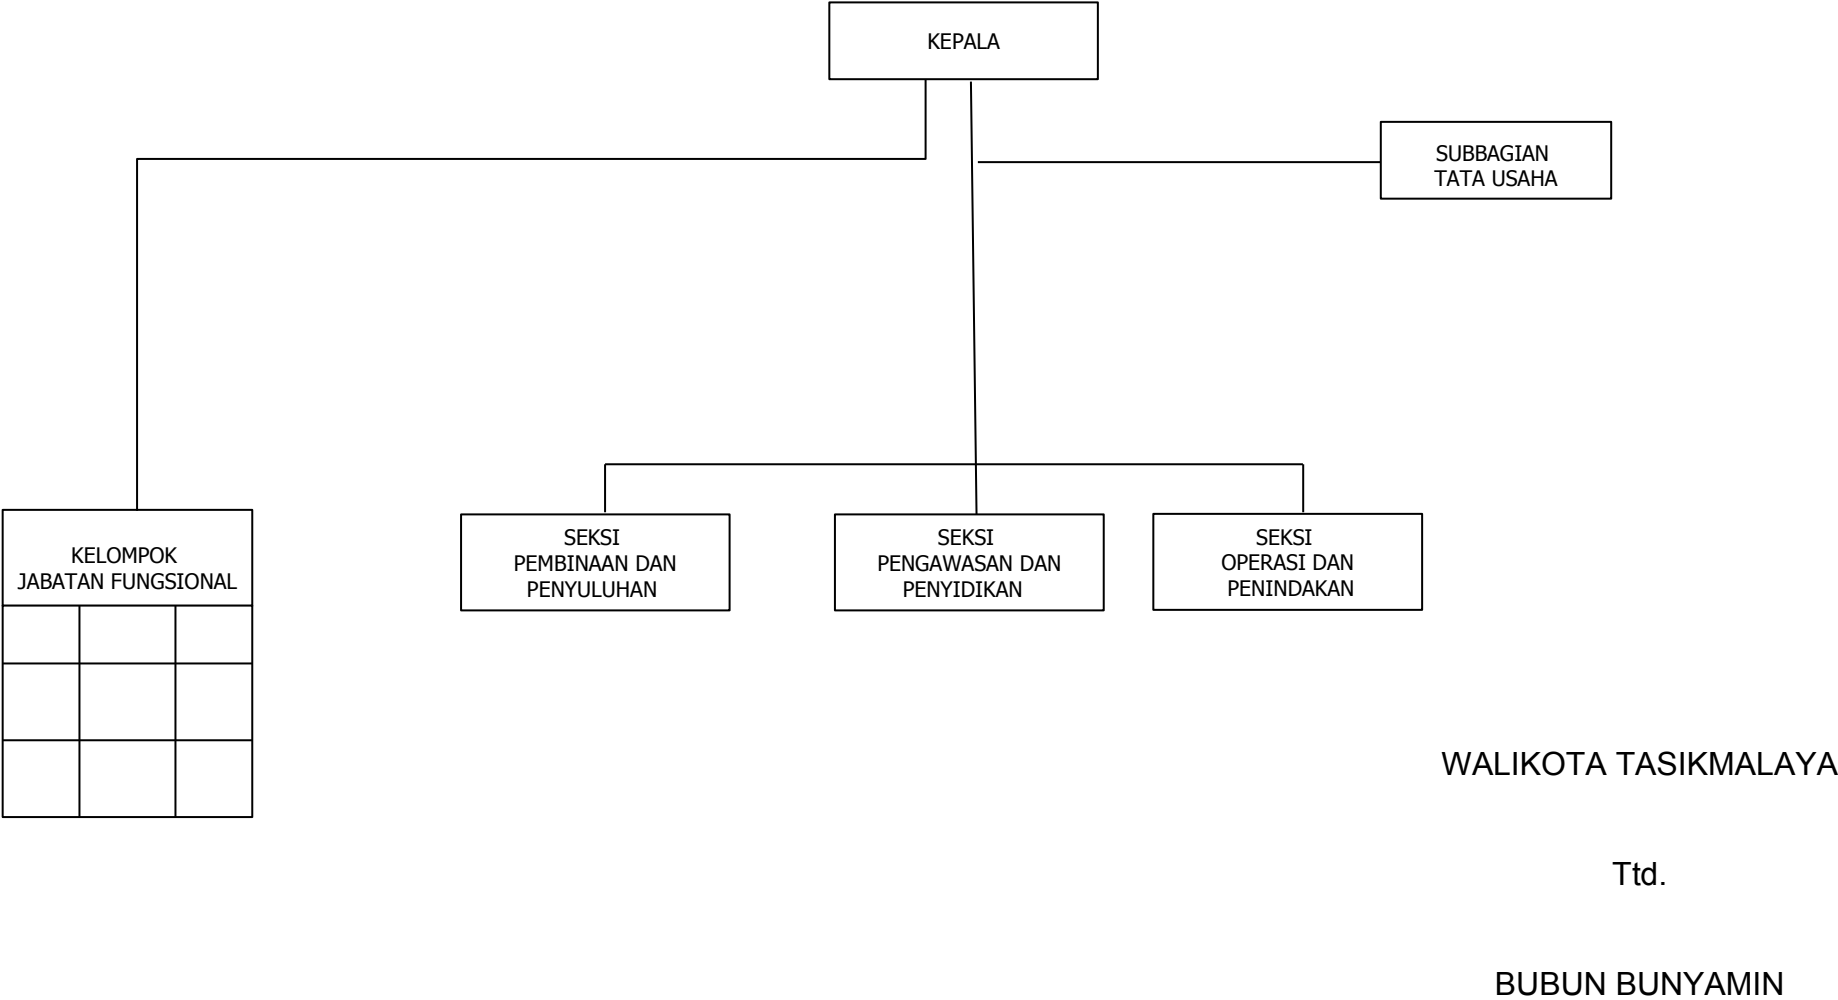 KEPALA
SUBBAGIAN
TATA USAHA
KELOMPOK
JABATAN FUNGSIONAL
SEKSI
PEMBINAAN DAN
PENYULUHAN
SEKSI
PENGAWASAN DAN
PENYIDIKAN
SEKSI
OPERASI DAN
PENINDAKAN
WALIKOTA TASIKMALAYA
Ttd.
BUBUN BUNYAMIN